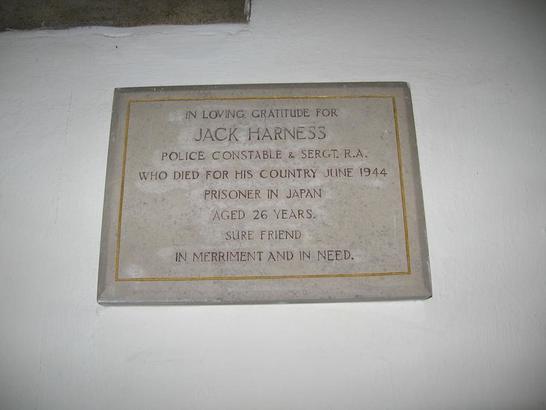 IN LOVING GRATITUDE FOR
JACK HARNESS
POLICE CONSTABLE & SERGT. R.A.
WHO DIED FOR HIS COUNTRY JUNE 1944
PRISONER IN JAPAN
AGED 26 YEARS.
SURE FRIEND
IN MERRIMENT AND IN NEED.